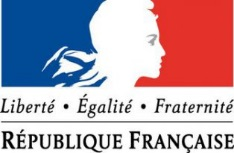 Liberté • Égalité • Fraternité
RÉPUBLIQUE FRANÇAISE